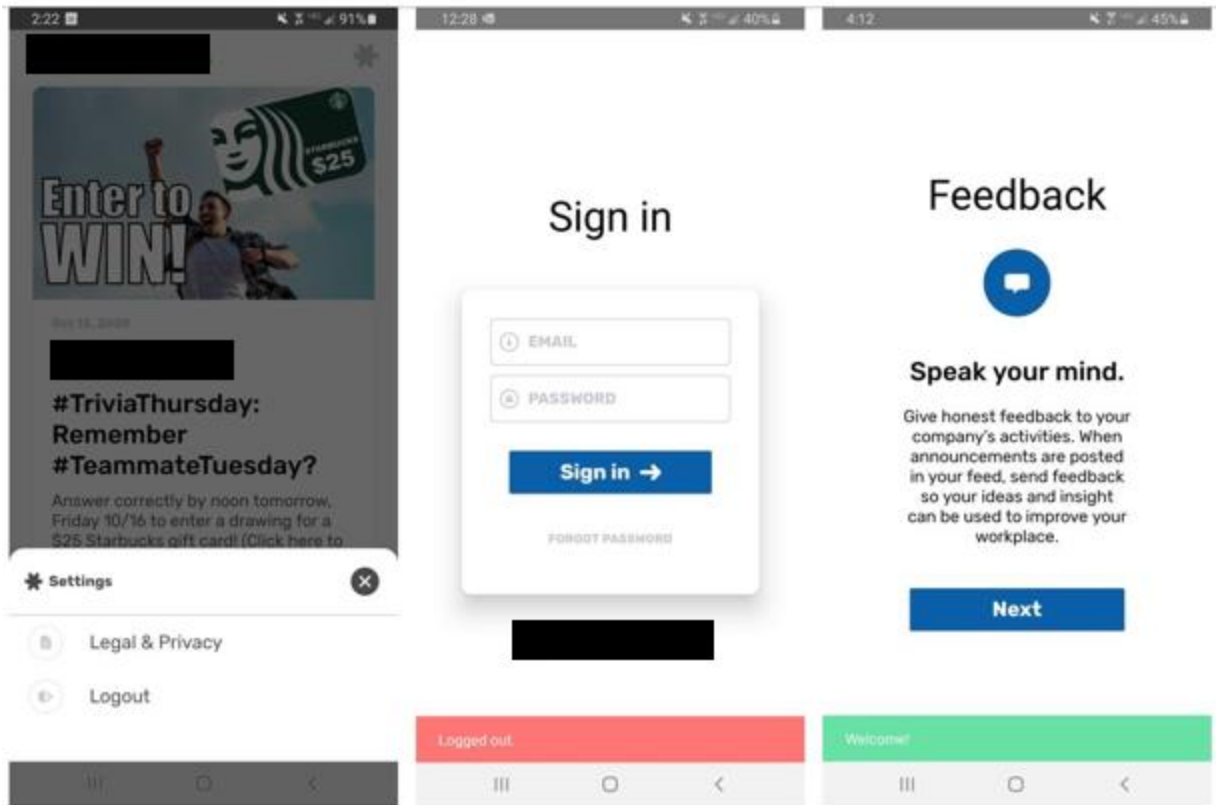 2:22
91%
STARBUCKS
$25
Enter to
WIN!
#TriviaThursday:
Remember
#TeammateTuesday?
Answer correctly by noon tomorrow,
Friday 10/16 to enter a drawing for a
$25 Starbucks gift card! (Click here to
Settings
Legal & Privacy
Logout
12:28
40%
Sign in
EMAIL
PASSWORD
Sign in →
FORGOT PASSWORD
Logged out.
4:12
45%
Feedback
Speak your mind.
Give honest feedback to your
company's activities. When
announcements are posted
in your feed, send feedback
so your ideas and insight
can be used to improve your
workplace.
Next
Welcome!